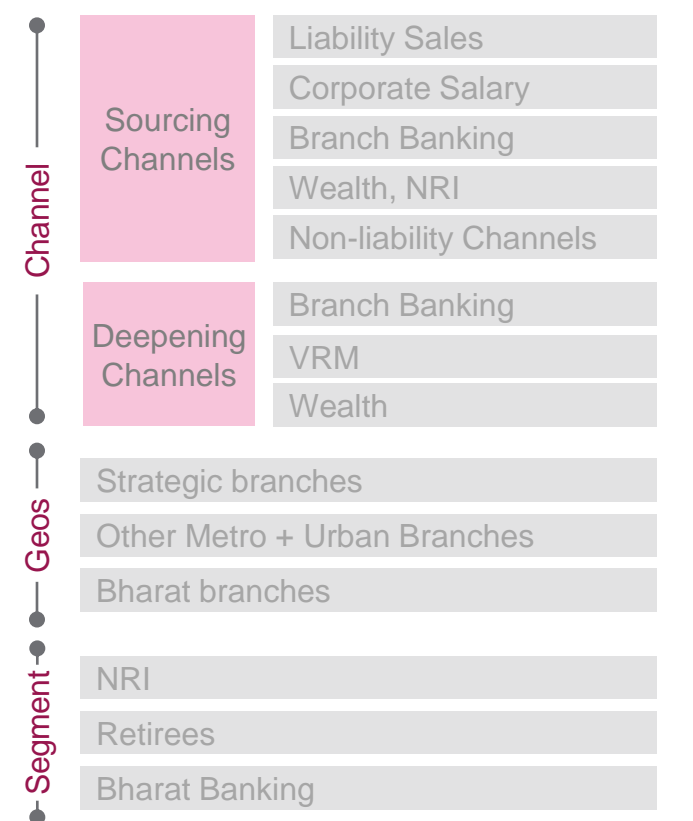 Channel
Sourcing
Channels
Liability Sales
Corporate Salary
Branch Banking
Wealth, NRI
Non-liability Channels
Deepening
Channels
Branch Banking
VRM
Wealth
Geos
Strategic branches
Other Metro + Urban Branches
Bharat branches
Segment
NRI
Retirees
Bharat Banking